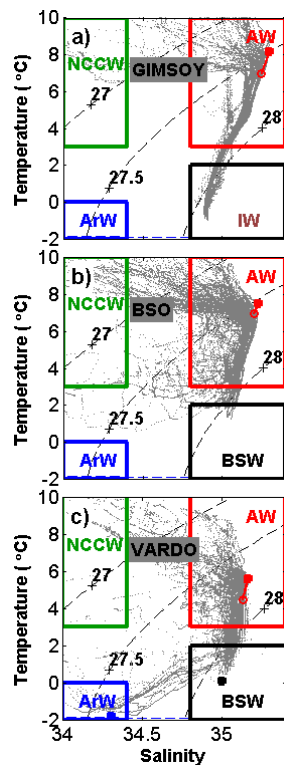 a)
NCCW
GIMSOY
AW
27
28
27.5
ArW
IW
10
8
6
4
2
0
-2
Temperature ( °C)
b)
NCCW
BSO
AW
27
28
27.5
ArW
BSW
10
8
6
4
2
0
-2
Temperature ( °C)
c)
NCCW
VARDO
AW
27
28
27.5
ArW
BSW
10
8
6
4
2
0
-2
Temperature ( °C)
34
34.5
35
Salinity